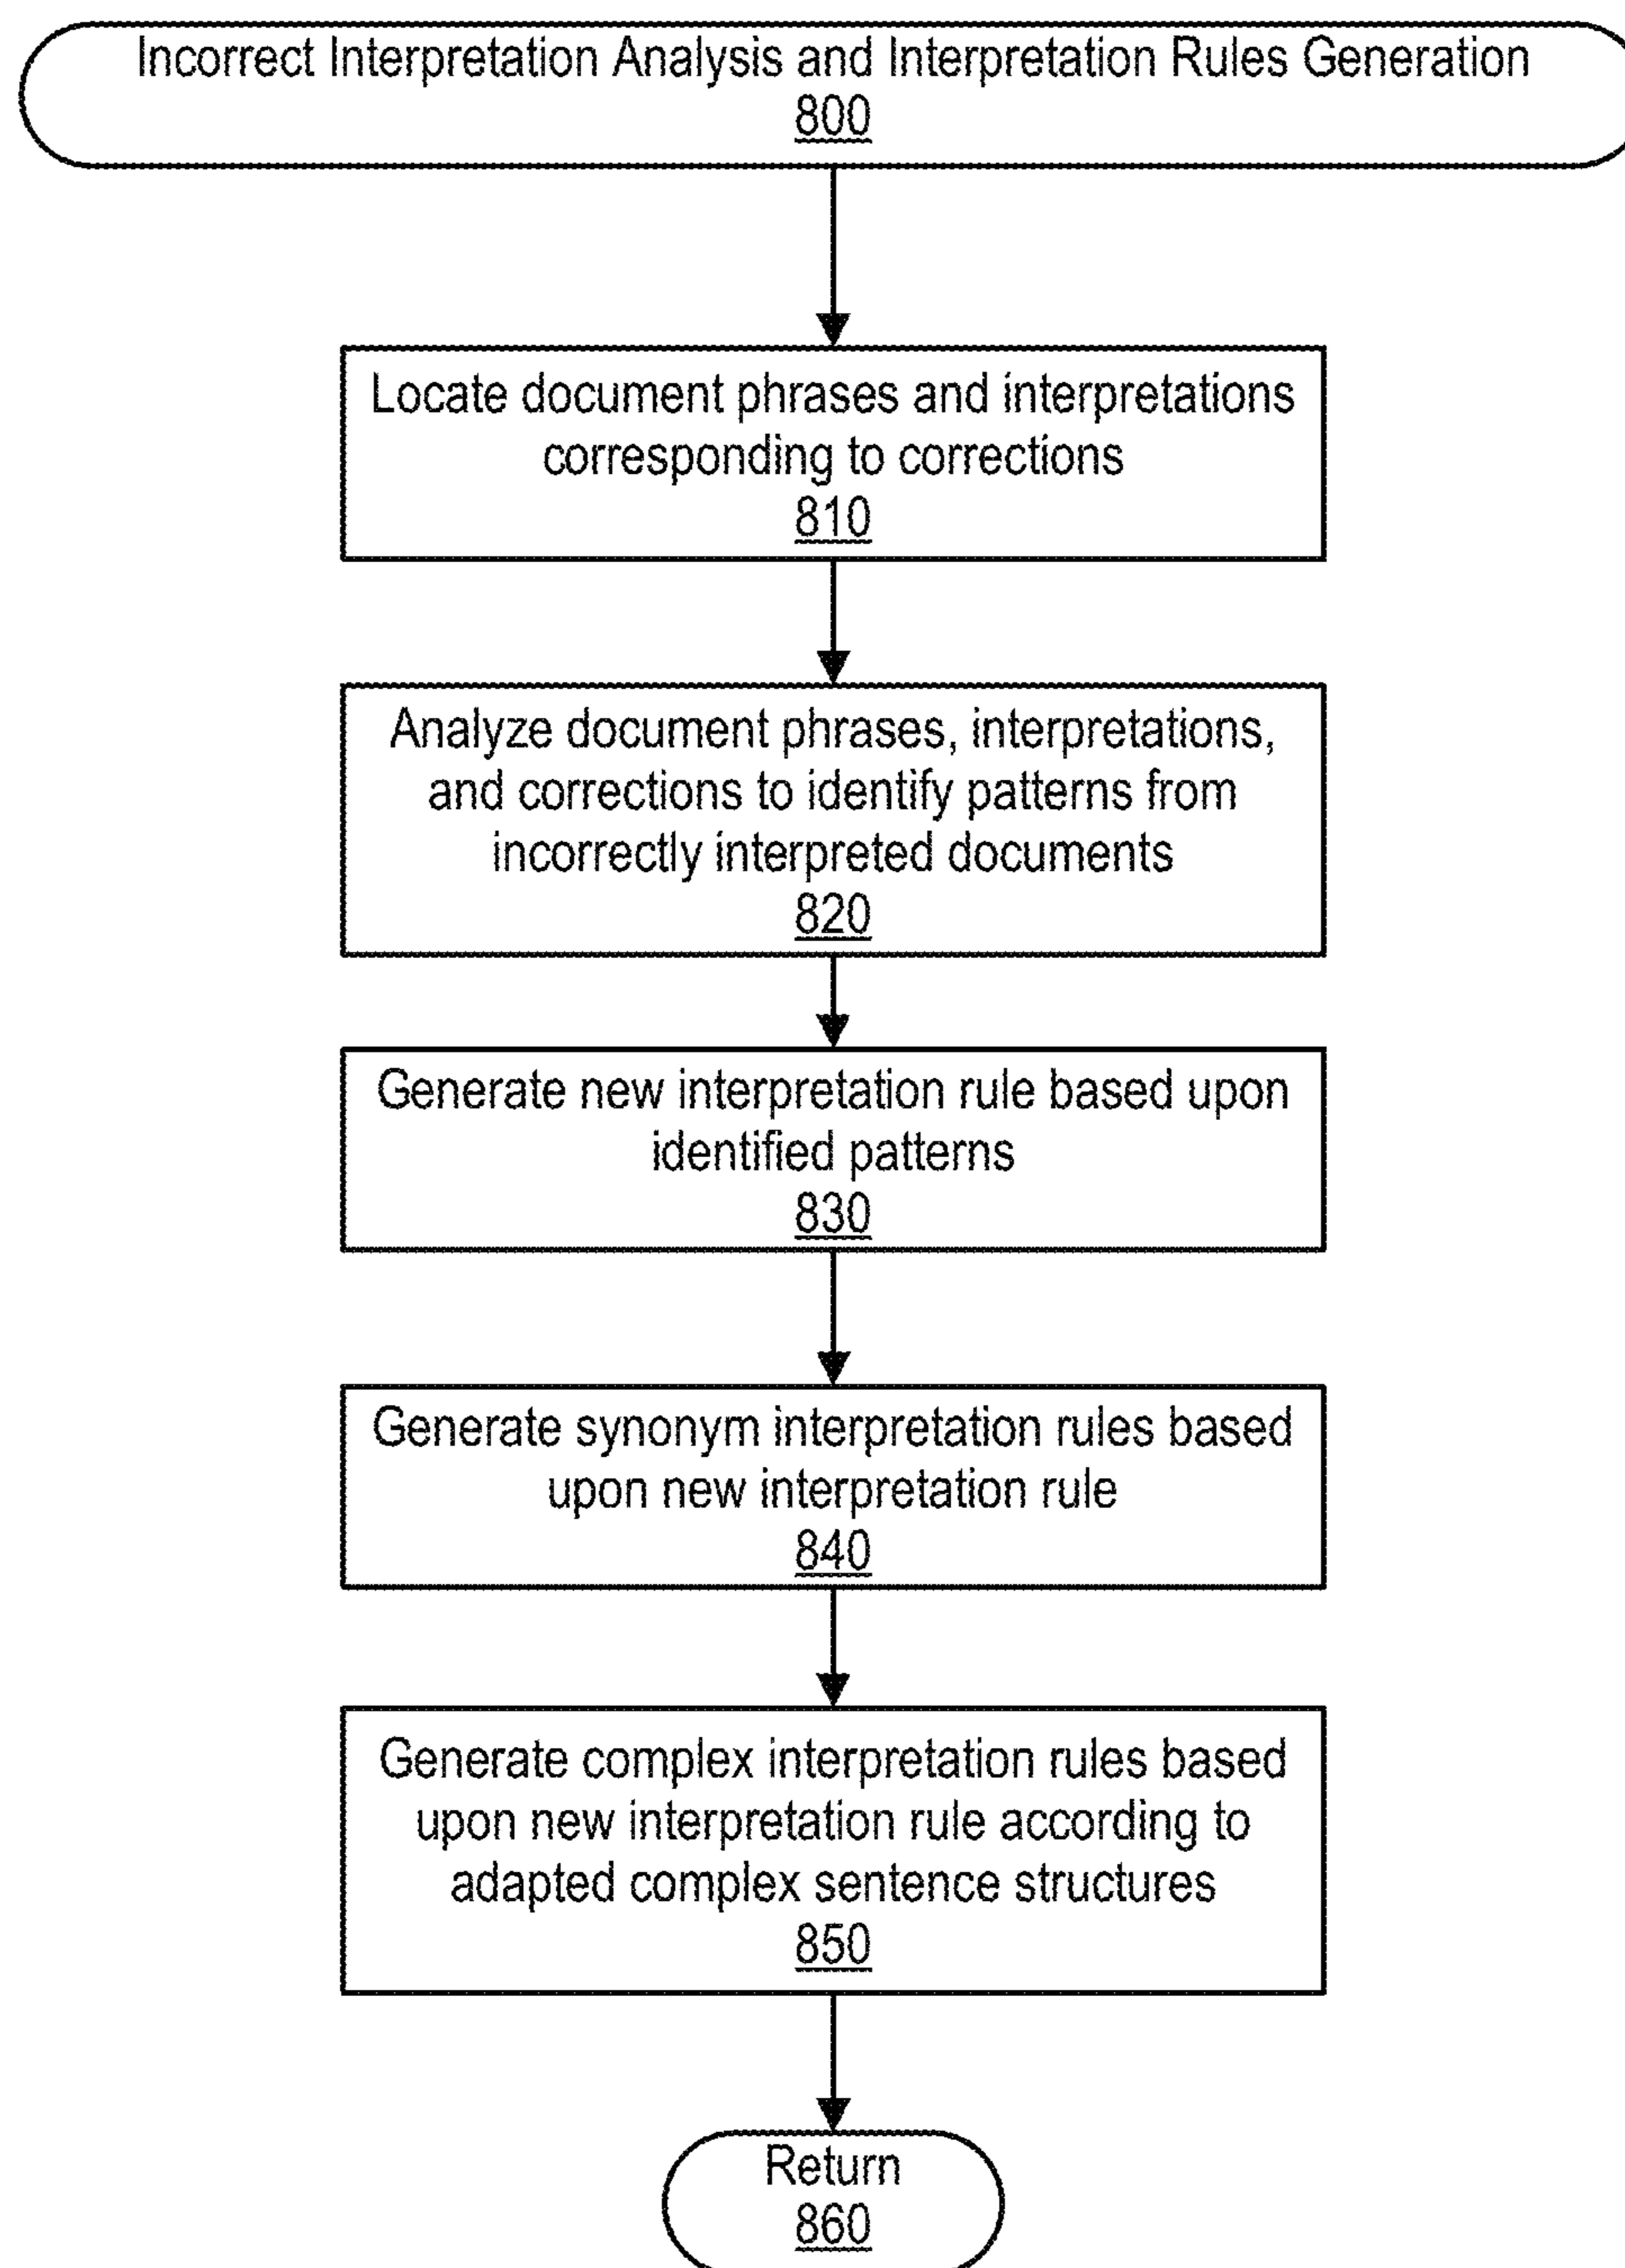 Incorrect Interpretation Analysis and Interpretation Rules Generation
800
Locate document phrases and interpretations
corresponding to corrections
810
Analyze document phrases, interpretations,
and corrections to identify patterns from
incorrectly interpreted documents
820
Generate new interpretation rule based upon
identified patterns
830
Generate synonym interpretation rules based
upon new interpretation rule
840
Generate complex interpretation rules based
upon new interpretation rule according to
adapted complex sentence structures
850
Return
860